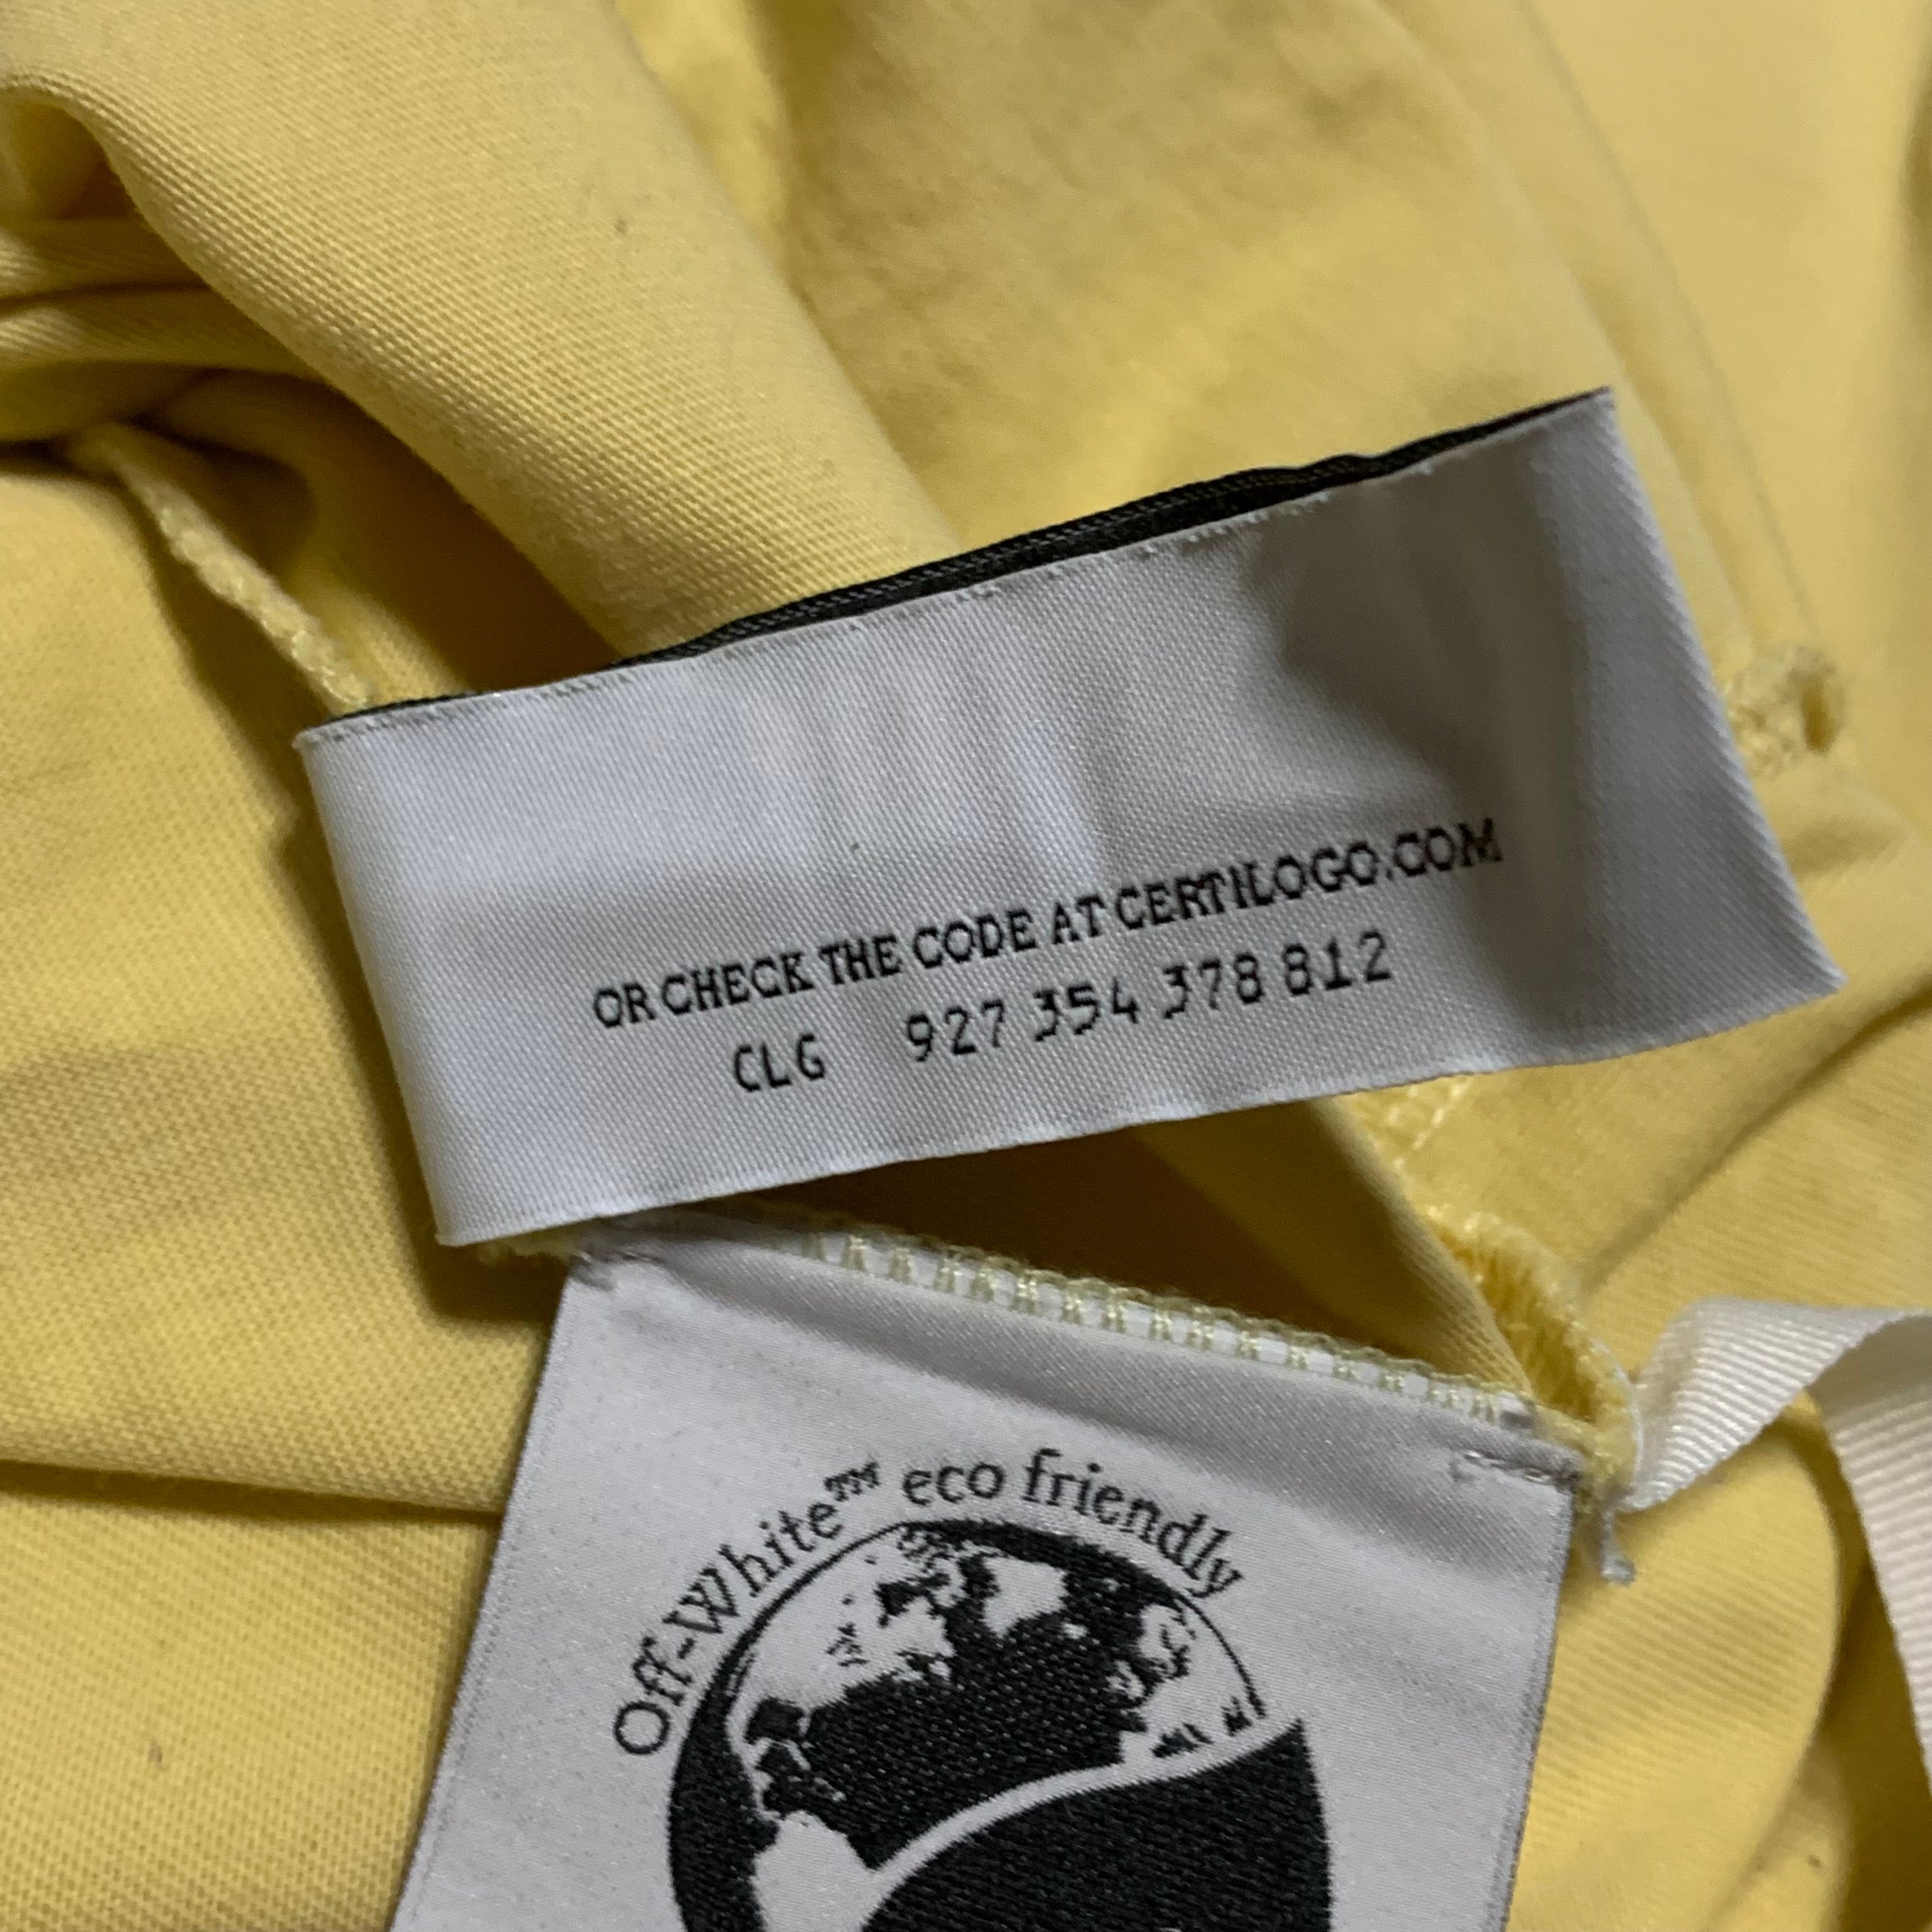 OR CHECK THE CODE AT CERTILOGO.COM
CLG 927 354 378 812
Off-White™ eco friendly